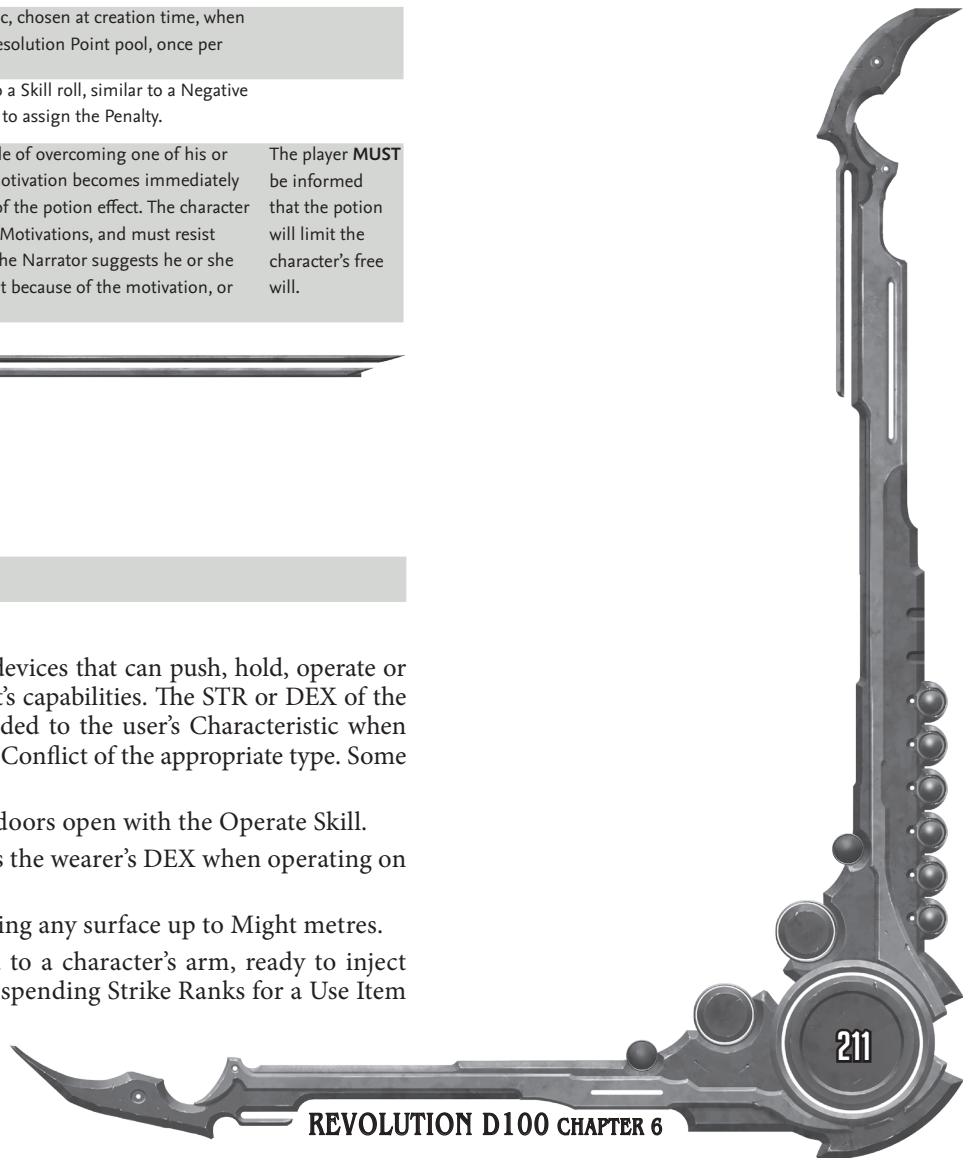 c, chosen at creation time, when
esolution Point pool, once per
o a Skill roll, similar to a Negative
to assign the Penalty.
le of overcoming one of his or
otivation becomes immediately
of the potion effect. The character
Motivations, and must resist
he Narrator suggests he or she
t because of the motivation, or
The player MUST
be informed
that the potion
will limit the
character's free
will.
devices that can push, hold, operate or
t's capabilities. The STR or DEX of the
ded to the user's Characteristic when
Conflict of the appropriate type. Some
doors open with the Operate Skill.
s the wearer's DEX when operating on
ing any surface up to Might metres.
to a character's arm, ready to inject
spending Strike Ranks for a Use Item
211
REVOLUTION D100 CHAPTER 6